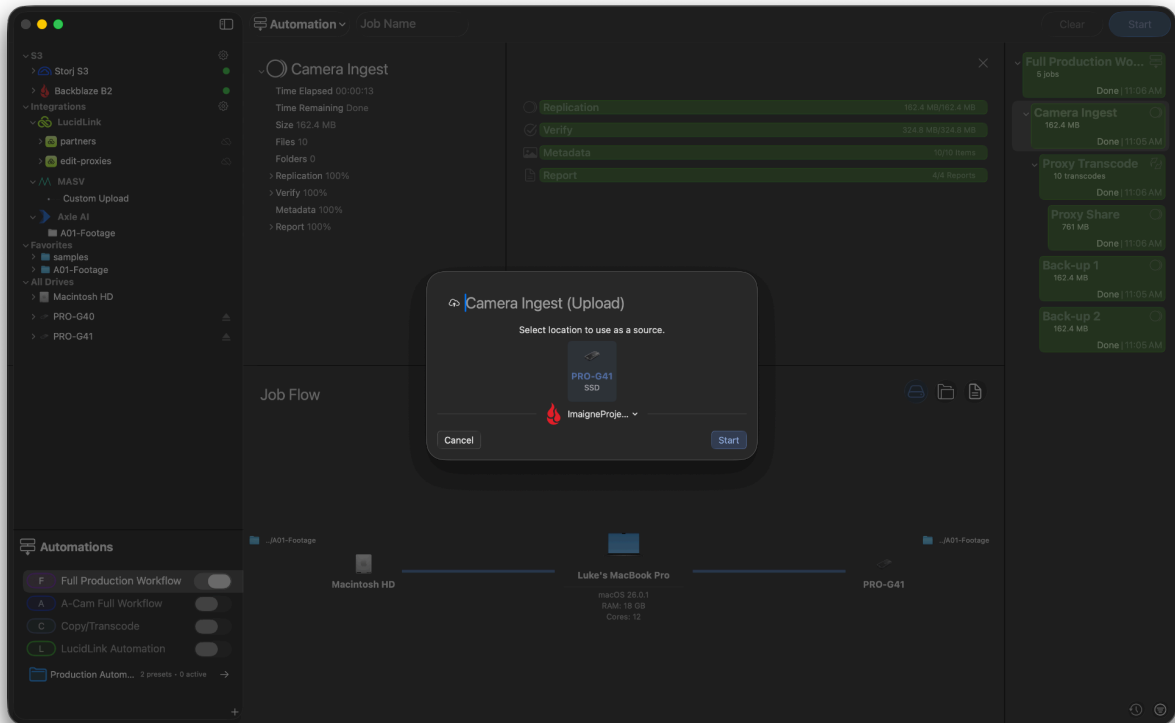 Automation
Job Name
Clear
Start
S3
Storj S3
Backblaze B2
Integrations
LucidLink
partners
edit-proxies
MASV
Custom Upload
Axle AI
A01-Footage
Favorites
samples
A01-Footage
All Drives
Macintosh HD
PRO-G40
PRO-G41
Automations
F Full Production Workflow
A A-Cam Full Workflow
C Copy/Transcode
L LucidLink Automation
Production Autom... 2 presets - 0 active
Camera Ingest
Time Elapsed 00:00:13
Time Remaining Done
Size 162.4 MB
Files 10
Folders 0
Replication 100%
Verify 100%
Metadata 100%
Report 100%
Replication 162.4 MB/162.4 MB
Verify 324.8 MB/324.8 MB
Metadata 10/10 Items
Report 4/4 Reports
Camera Ingest (Upload)
Select location to use as a source.
PRO-G41
SSD
ImaigneProje...
Cancel
Start
Job Flow
../A01-Footage
../A01-Footage
Macintosh HD
Luke's MacBook Pro
PRO-G41
macOS 26.0.1
RAM: 18 GB
Cores: 12
Full Production Wo...
5 jobs
Done | 11:06 AM
Camera Ingest
162.4 MB
Done | 11:05 AM
Proxy Transcode
10 transcodes
Done | 11:06 AM
Proxy Share
761 MB
Done | 11:06 AM
Back-up 1
162.4 MB
Done | 11:05 AM
Back-up 2
162.4 MB
Done | 11:05 AM